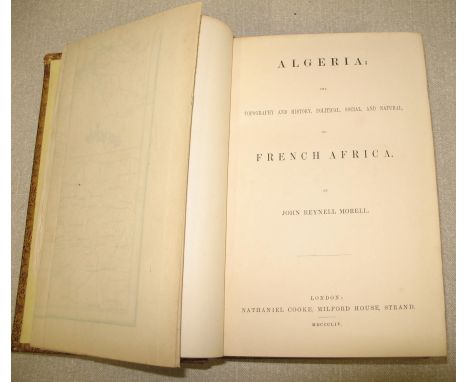 ALGERIA:
THE
TOPOGRAPHY AND HISTORY, POLITICAL, SOCIAL, AND NATURAL,
OF
FRENCH AFRICA.
BY
JOHN REYNELL MORELL.
LONDON:
NATHANIEL COOKE, MILFORD HOUSE, STRAND.
MDCCCLIV.